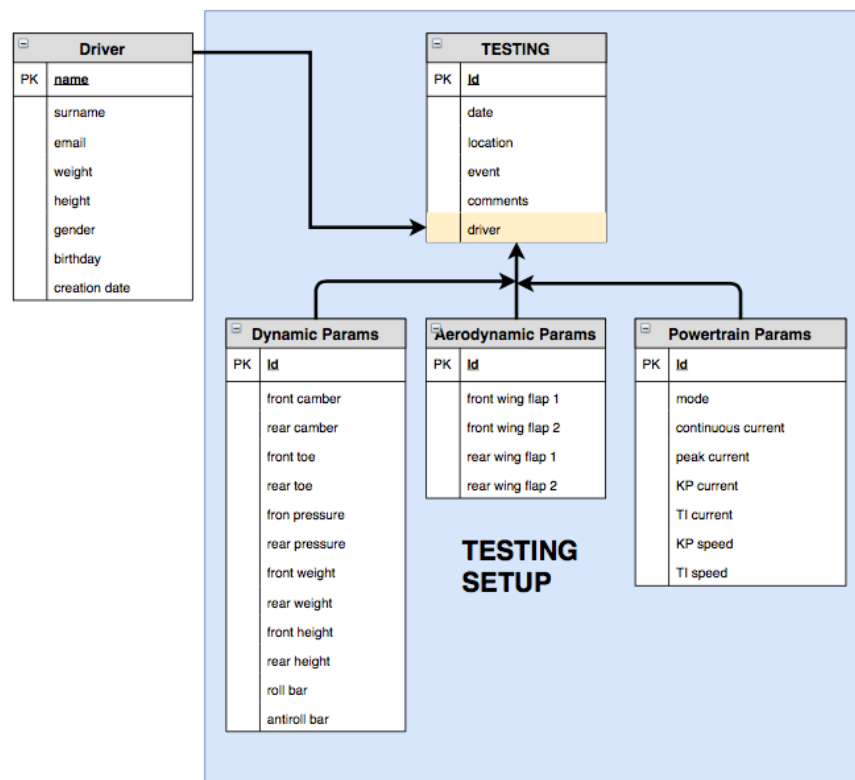 Driver
PK name
surname
email
weight
height
gender
birthday
creation date
TESTING
PK Id
date
location
event
comments
driver
Dynamic Params
PK Id
front camber
rear camber
front toe
rear toe
fron pressure
rear pressure
front weight
rear weight
front height
rear height
roll bar
antiroll bar
Aerodynamic Params
PK Id
front wing flap 1
front wing flap 2
rear wing flap 1
rear wing flap 2
Powertrain Params
PK Id
mode
continuous current
peak current
KP current
TI current
KP speed
TI speed
TESTING
SETUP